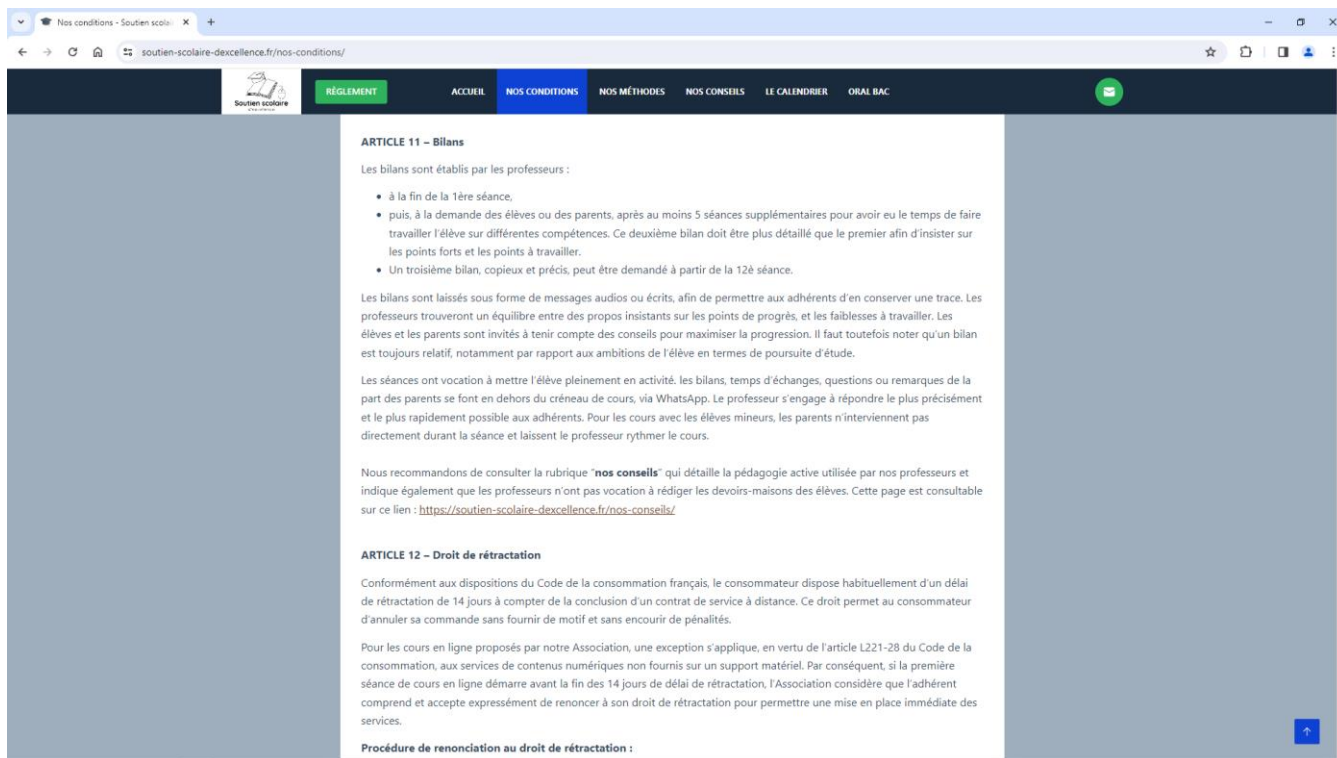 Nos conditions - Soutien scolai
soutien-scolaire-dexcellence.fr/nos-conditions/
Soutien scolaire
RÈGLEMENT
ACCUEIL
NOS CONDITIONS
NOS MÉTHODES
NOS CONSEILS
LE CALENDRIER
ORAL BAC
ARTICLE 11 – Bilans
Les bilans sont établis par les professeurs :
à la fin de la 1ère séance,
puis, à la demande des élèves ou des parents, après au moins 5 séances supplémentaires pour avoir eu le temps de faire
travailler l'élève sur différentes compétences. Ce deuxième bilan doit être plus détaillé que le premier afin d'insister sur
les points forts et les points à travailler.
Un troisième bilan, copieux et précis, peut être demandé à partir de la 12è séance.
Les bilans sont laissés sous forme de messages audios ou écrits, afin de permettre aux adhérents d'en conserver une trace. Les
professeurs trouveront un équilibre entre des propos insistants sur les points de progrès, et les faiblesses à travailler. Les
élèves et les parents sont invités à tenir compte des conseils pour maximiser la progression. Il faut toutefois noter qu'un bilan
est toujours relatif, notamment par rapport aux ambitions de l'élève en termes de poursuite d'étude.
Les séances ont vocation à mettre l'élève pleinement en activité. les bilans, temps d'échanges, questions ou remarques de la
part des parents se font en dehors du créneau de cours, via WhatsApp. Le professeur s'engage à répondre le plus précisément
et le plus rapidement possible aux adhérents. Pour les cours avec les élèves mineurs, les parents n'interviennent pas
directement durant la séance et laissent le professeur rythmer le cours.
Nous recommandons de consulter la rubrique "nos conseils" qui détaille la pédagogie active utilisée par nos professeurs et
indique également que les professeurs n'ont pas vocation à rédiger les devoirs-maisons des élèves. Cette page est consultable
sur ce lien : https://soutien-scolaire-dexcellence.fr/nos-conseils/
ARTICLE 12 – Droit de rétractation
Conformément aux dispositions du Code de la consommation français, le consommateur dispose habituellement d'un délai
de rétractation de 14 jours à compter de la conclusion d'un contrat de service à distance. Ce droit permet au consommateur
d'annuler sa commande sans fournir de motif et sans encourir de pénalités.
Pour les cours en ligne proposés par notre Association, une exception s'applique, en vertu de l'article L221-28 du Code de la
consommation, aux services de contenus numériques non fournis sur un support matériel. Par conséquent, si la première
séance de cours en ligne démarre avant la fin des 14 jours de délai de rétractation, l'Association considère que l'adhérent
comprend et accepte expressément de renoncer à son droit de rétractation pour permettre une mise en place immédiate des
services.
Procédure de renonciation au droit de rétractation :